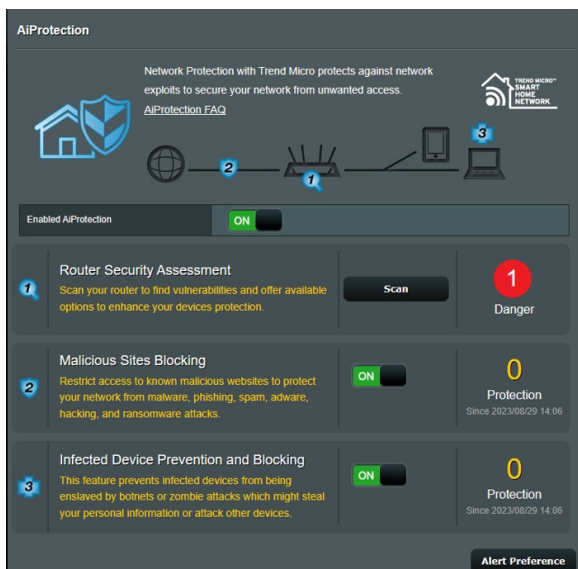 AiProtection
Network Protection with Trend Micro protects against network
exploits to secure your network from unwanted access.
AiProtection FAQ
TREND MICRO™
SMART
HOME
NETWORK
3
2
1
Enabled AiProtection
ON
1
Router Security Assessment
Scan your router to find vulnerabilities and offer available
options to enhance your devices protection.
Scan
1
Danger
2
Malicious Sites Blocking
Restrict access to known malicious websites to protect
your network from malware, phishing, spam, adware,
hacking, and ransomware attacks.
ON
0
Protection
Since 2023/08/29 14:06
3
Infected Device Prevention and Blocking
This feature prevents infected devices from being
enslaved by botnets or zombie attacks which might steal
your personal information or attack other devices.
ON
0
Protection
Since 2023/08/29 14:06
Alert Preference